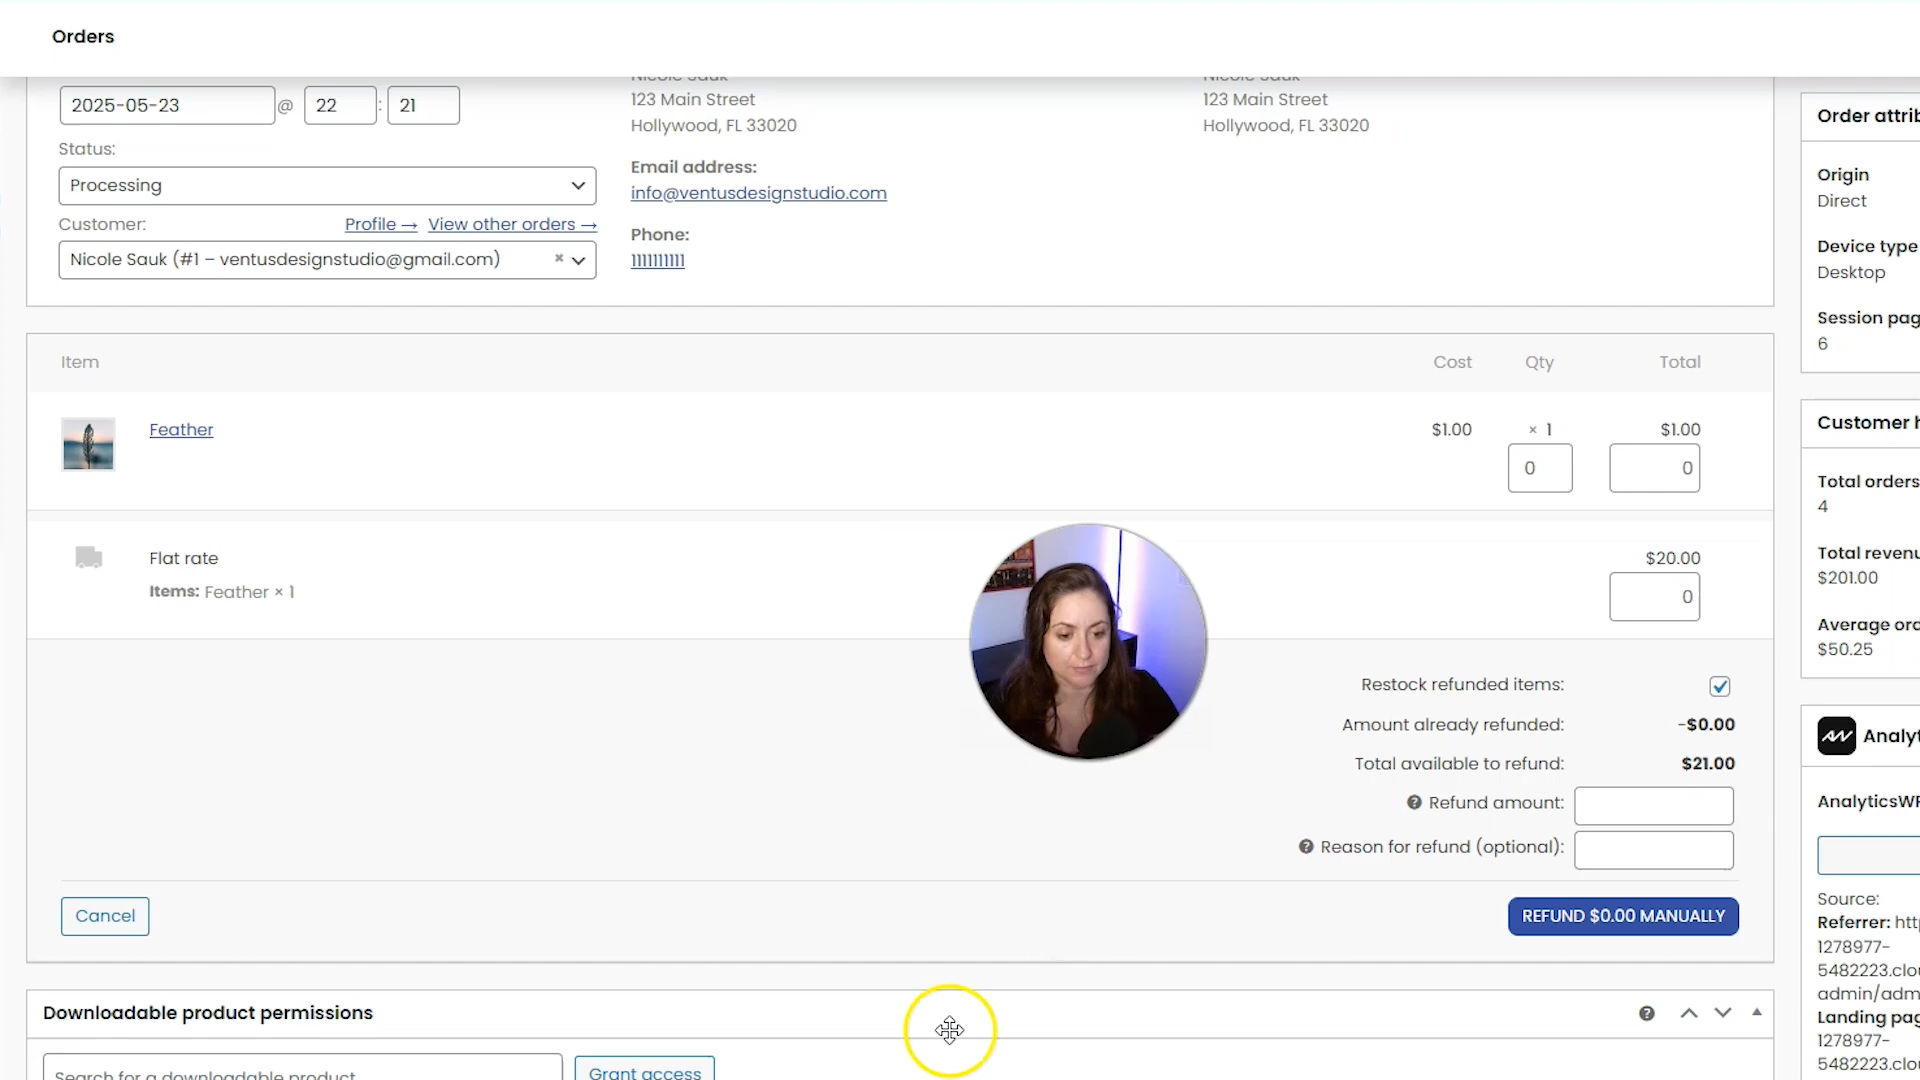 Orders
2025-05-23 @ 22 : 21
Status:
Processing
Customer: Profile → View other orders →
Nicole Sauk (#1 – ventusdesignstudio@gmail.com) × 
Nicole Sauk
123 Main Street
Hollywood, FL 33020
Email address:
info@ventusdesignstudio.com
Phone:
1111111111
Nicole Sauk
123 Main Street
Hollywood, FL 33020
Item Cost Qty Total
Feather $1.00 × 1 $1.00
0 0
Flat rate $20.00
Items: Feather × 1 0
Restock refunded items:
Amount already refunded: -$0.00
Total available to refund: $21.00
Refund amount:
Reason for refund (optional):
Cancel REFUND $0.00 MANUALLY
Downloadable product permissions
Search for a downloadable product
Grant access
Order attrib
Origin
Direct
Device type
Desktop
Session pag
6
Customer h
Total orders
4
Total revenu
$201.00
Average ord
$50.25
Analyt
AnalyticsWP
Source:
Referrer: http
1278977-
5482223.clou
admin/adm
Landing pag
1278977-
5482223.clou